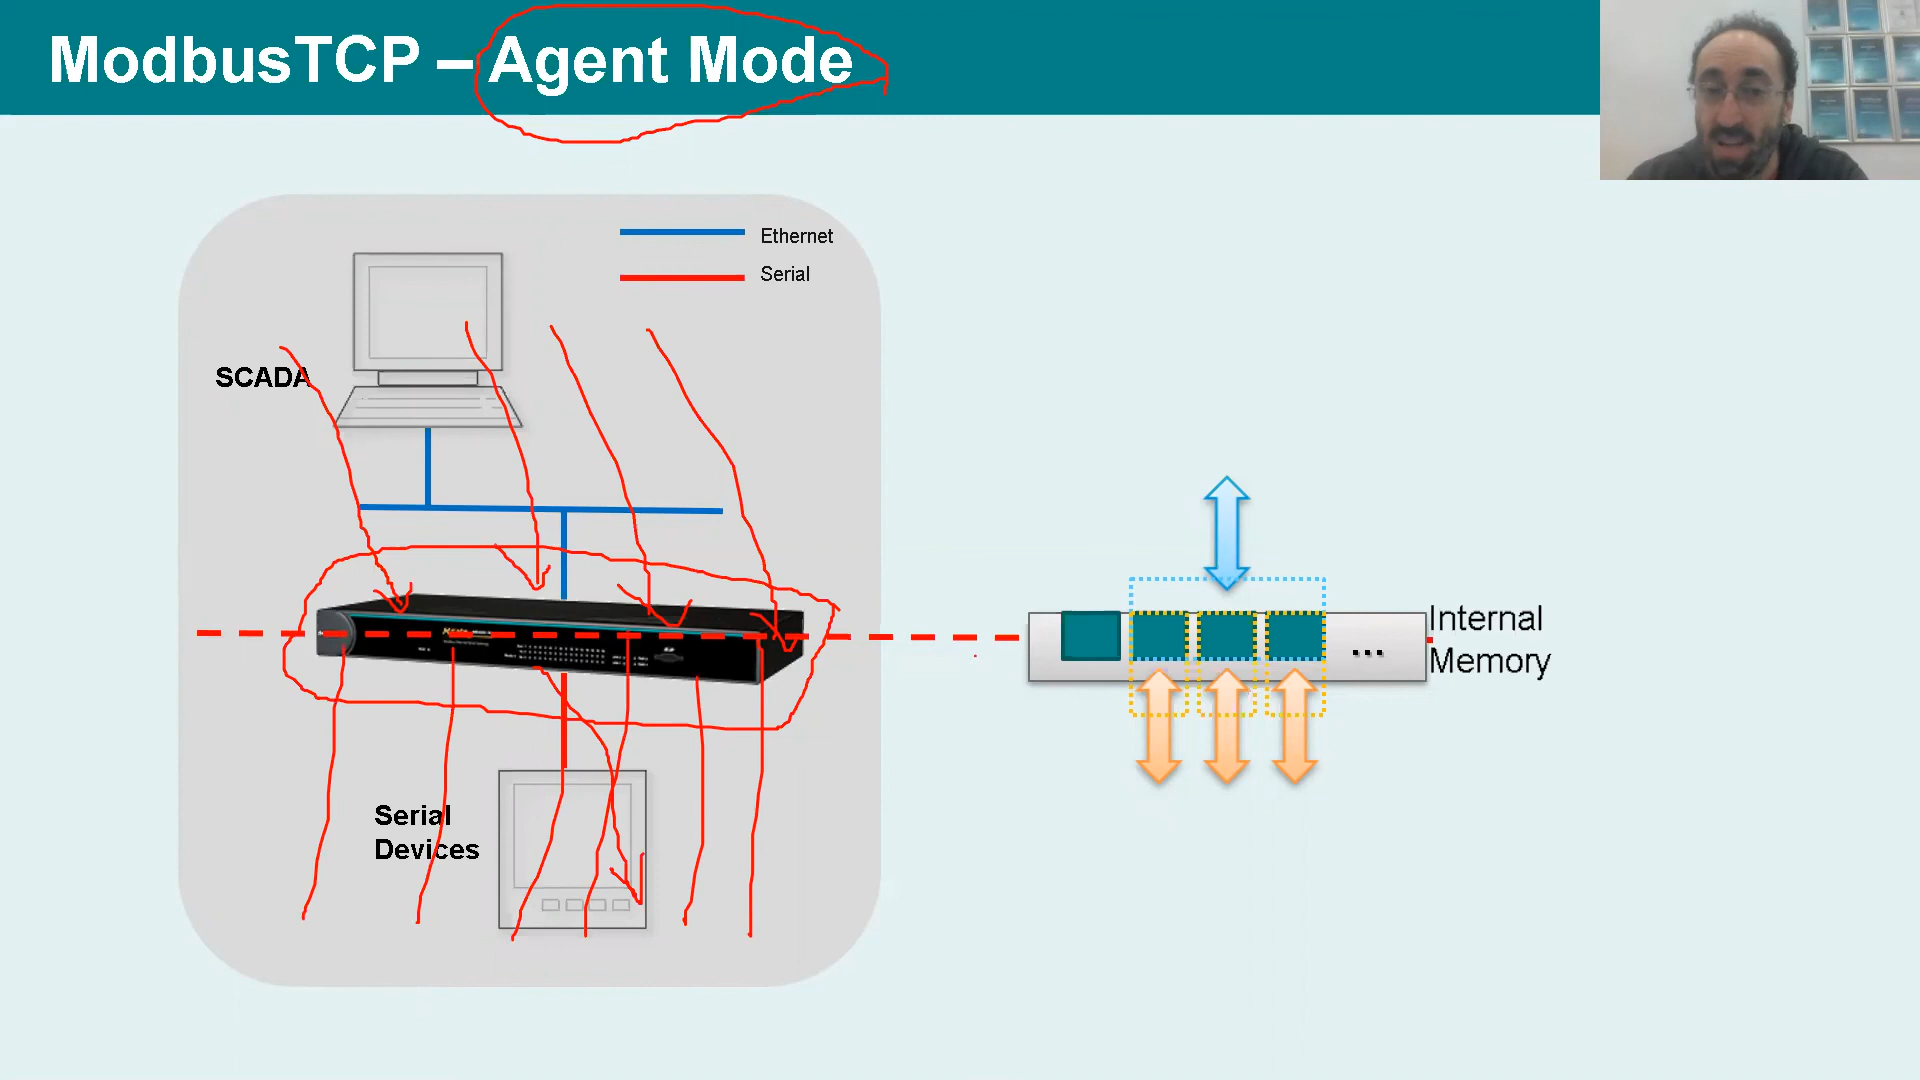 ModbusTCP – Agent Mode
Ethernet
Serial
SCADA
Serial
Devices
Internal
Memory
...